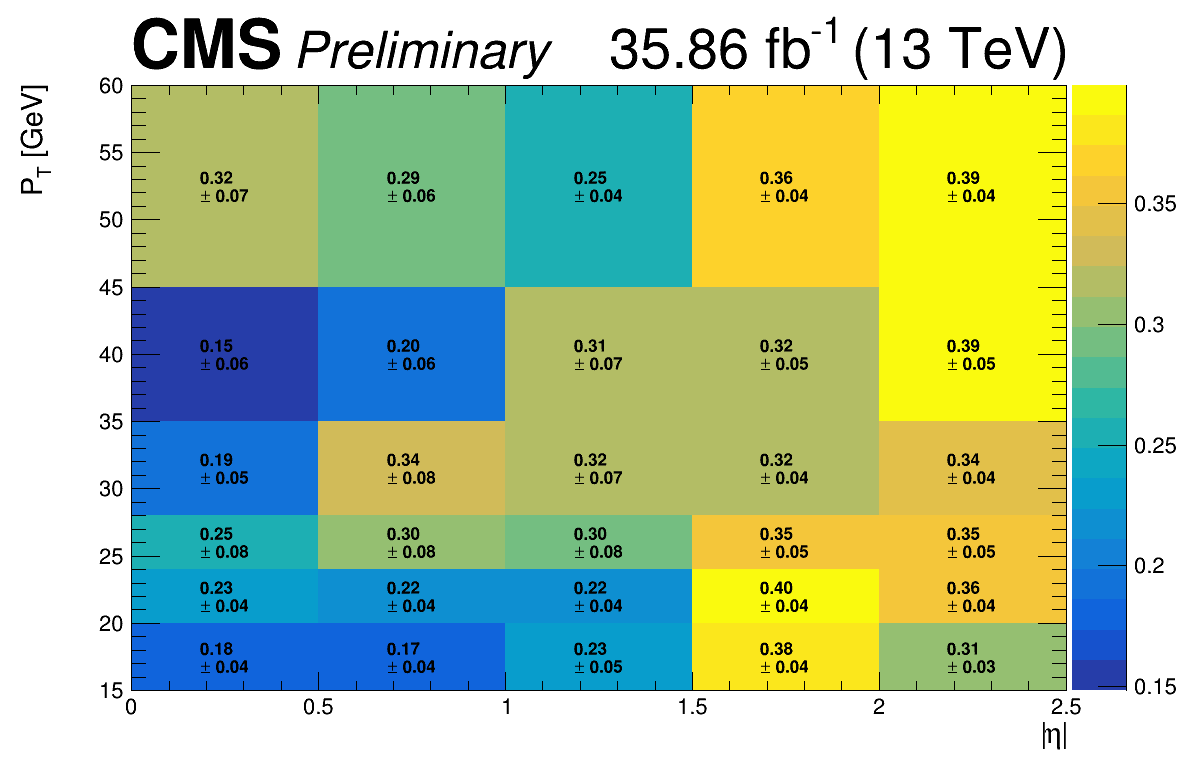 CMS Preliminary 35.86 fb⁻¹ (13 TeV)
P_T [GeV]
60
55
50
45
40
35
30
25
20
15
0.32 0.29 0.25 0.36 0.39
± 0.07 ± 0.06 ± 0.04 ± 0.04 ± 0.04
0.15 0.20 0.31 0.32 0.39
± 0.06 ± 0.06 ± 0.07 ± 0.05 ± 0.05
0.19 0.34 0.32 0.32 0.34
± 0.05 ± 0.08 ± 0.07 ± 0.04 ± 0.04
0.25 0.30 0.30 0.35 0.35
± 0.08 ± 0.08 ± 0.08 ± 0.05 ± 0.05
0.23 0.22 0.22 0.40 0.36
± 0.04 ± 0.04 ± 0.04 ± 0.04 ± 0.04
0.18 0.17 0.23 0.38 0.31
± 0.04 ± 0.04 ± 0.05 ± 0.04 ± 0.03
0 0.5 1 1.5 2 2.5
|η|
0.35
0.3
0.25
0.2
0.15